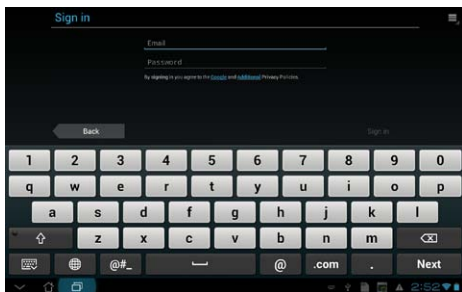 Sign in
Email
Password
By signing in you agree to the Google and Additional Privacy Policies.
Back
Sign in
1 2 3 4 5 6 7 8 9 0
q w e r t y u i o p
a s d f g h j k l
z x c v b n m
@#_ @ .com . Next
2:52